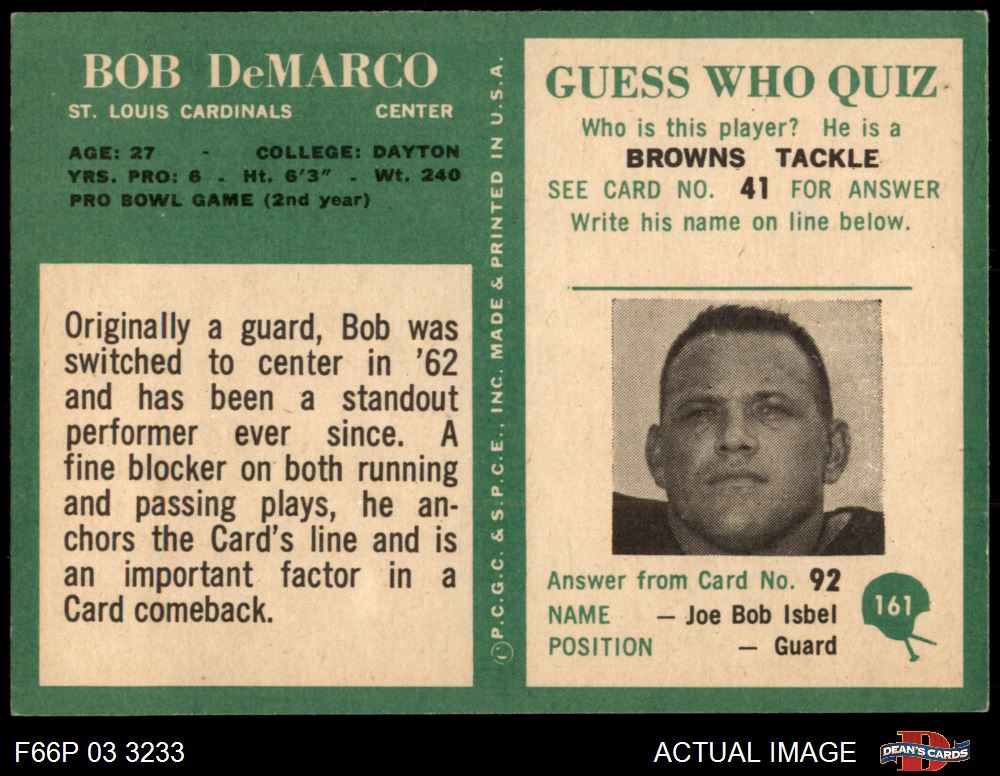 BOB DeMARCO
ST. LOUIS CARDINALS CENTER
AGE: 27 - COLLEGE: DAYTON
YRS. PRO: 6 - Ht. 6'3" - Wt. 240
PRO BOWL GAME (2nd year)
Originally a guard, Bob was
switched to center in '62
and has been a standout
performer ever since. A
fine blocker on both running
and passing plays, he an-
chors the Card's line and is
an important factor in a
Card comeback.
© P.C.G.C. & S.P.C.E., INC. MADE & PRINTED IN U.S.A.
GUESS WHO QUIZ
Who is this player? He is a
BROWNS TACKLE
SEE CARD NO. 41 FOR ANSWER
Write his name on line below.
Answer from Card No. 92
NAME — Joe Bob Isbel
POSITION — Guard
161
F66P 03 3233
ACTUAL IMAGE
D
DEAN'S CARDS